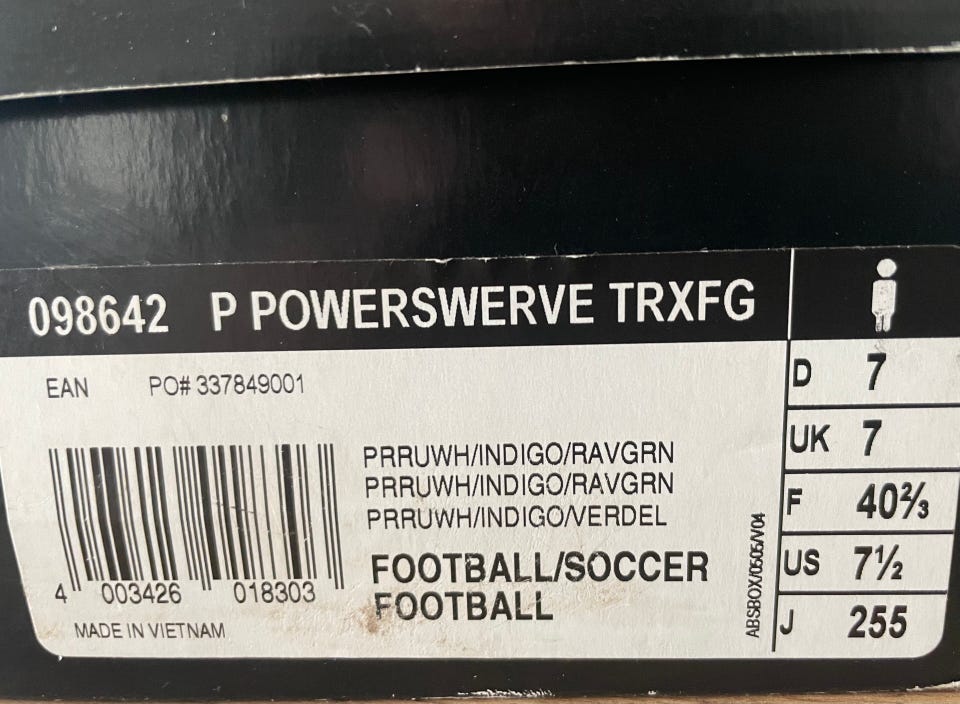 098642 P POWERSWERVE TRXFG
EAN PO# 337849001
PRRUWH/INDIGO/RAVGRN
PRRUWH/INDIGO/RAVGRN
PRRUWH/INDIGO/VERDEL
FOOTBALL/SOCCER
FOOTBALL
4 003426 018303
MADE IN VIETNAM
ABSBOX/0505/V04
D 7
UK 7
F 40⅔
US 7½
J 255